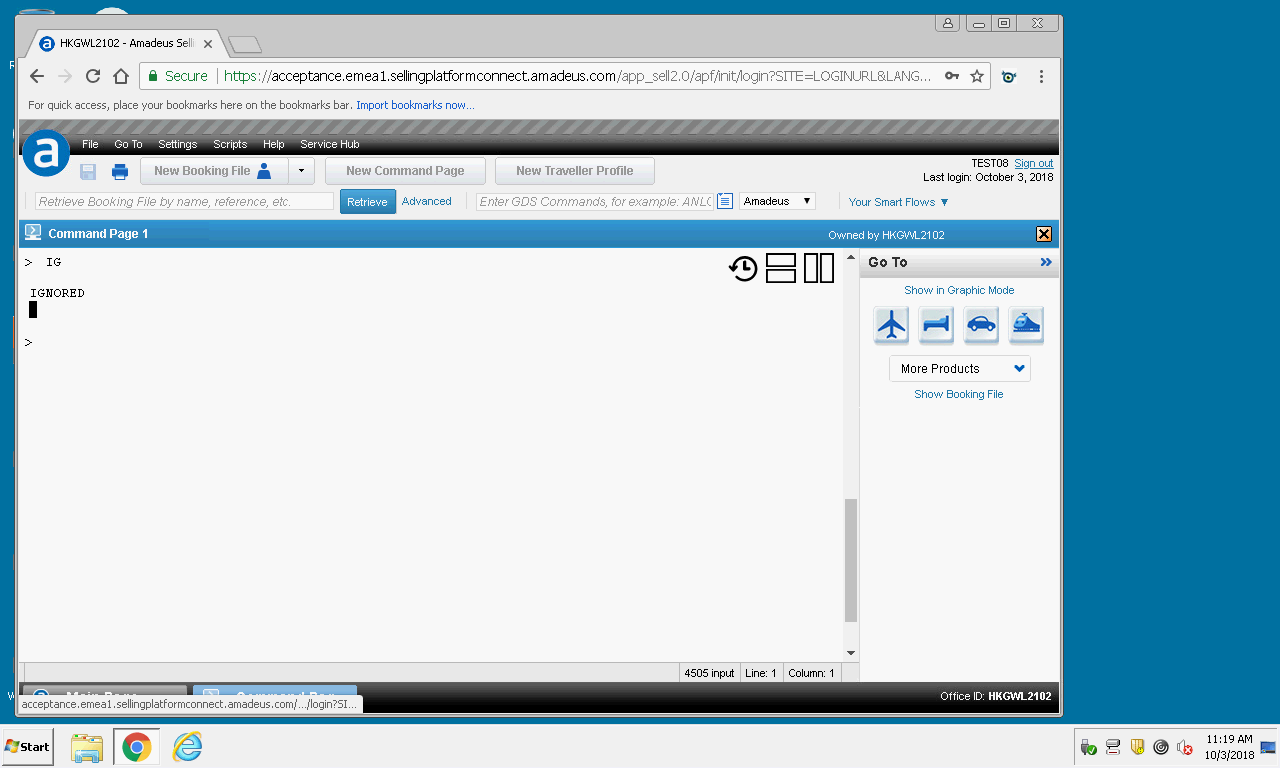 HKGWL2102 - Amadeus Sell
Secure
https://acceptance.emea1.sellingplatformconnect.amadeus.com/app_sell2.0/apf/init/login?SITE=LOGINURL&LANG...
For quick access, place your bookmarks here on the bookmarks bar. Import bookmarks now...
File Go To Settings Scripts Help Service Hub
TEST08 Sign out
New Booking File New Command Page New Traveller Profile
Last login: October 3, 2018
Retrieve Booking File by name, reference, etc. Retrieve Advanced Enter GDS Commands, for example: ANLO Amadeus Your Smart Flows
Command Page 1 Owned by HKGWL2102
> IG
Go To
Show in Graphic Mode
IGNORED
>
More Products
Show Booking File
4505 input Line: 1 Column: 1
Main Page Command Pag
Office ID: HKGWL2102
acceptance.emea1.sellingplatformconnect.amadeus.com/.../login?SI...
Start
11:19 AM
10/3/2018